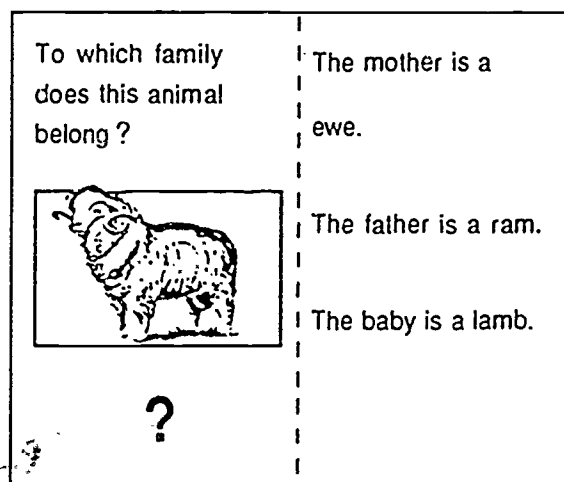 To which family
does this animal
belong ?
?
The mother is a
ewe.
The father is a ram.
The baby is a lamb.